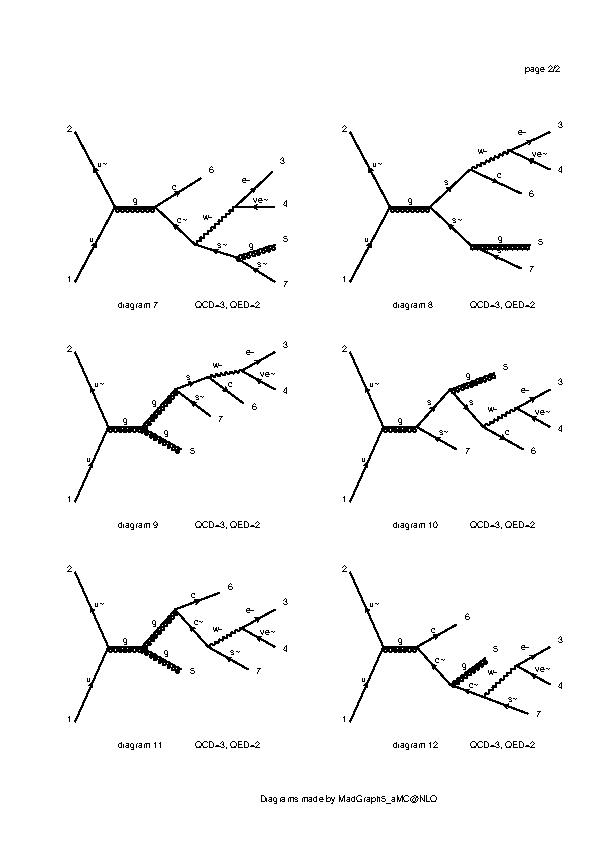 page 2/2
2 u~ g u 1 c 6 c~ w- e- 3 ve~ 4 s~ g 5 s~ 7
diagram 7 QCD=3, QED=2
2 u~ g u 1 s w- e- 3 ve~ 4 c 6 s~ g 5 s~ 7
diagram 8 QCD=3, QED=2
2 u~ g u 1 g s w- e- 3 ve~ 4 c 6 s~ 7 g 5
diagram 9 QCD=3, QED=2
2 u~ g u 1 s g 5 s w- e- 3 ve~ 4 c 6 s~ 7
diagram 10 QCD=3, QED=2
2 u~ g u 1 g c 6 c~ w- e- 3 ve~ 4 s~ 7 g 5
diagram 11 QCD=3, QED=2
2 u~ g u 1 c 6 c~ g 5 c~ w- e- 3 ve~ 4 s~ 7
diagram 12 QCD=3, QED=2
Diagrams made by MadGraph5_aMC@NLO